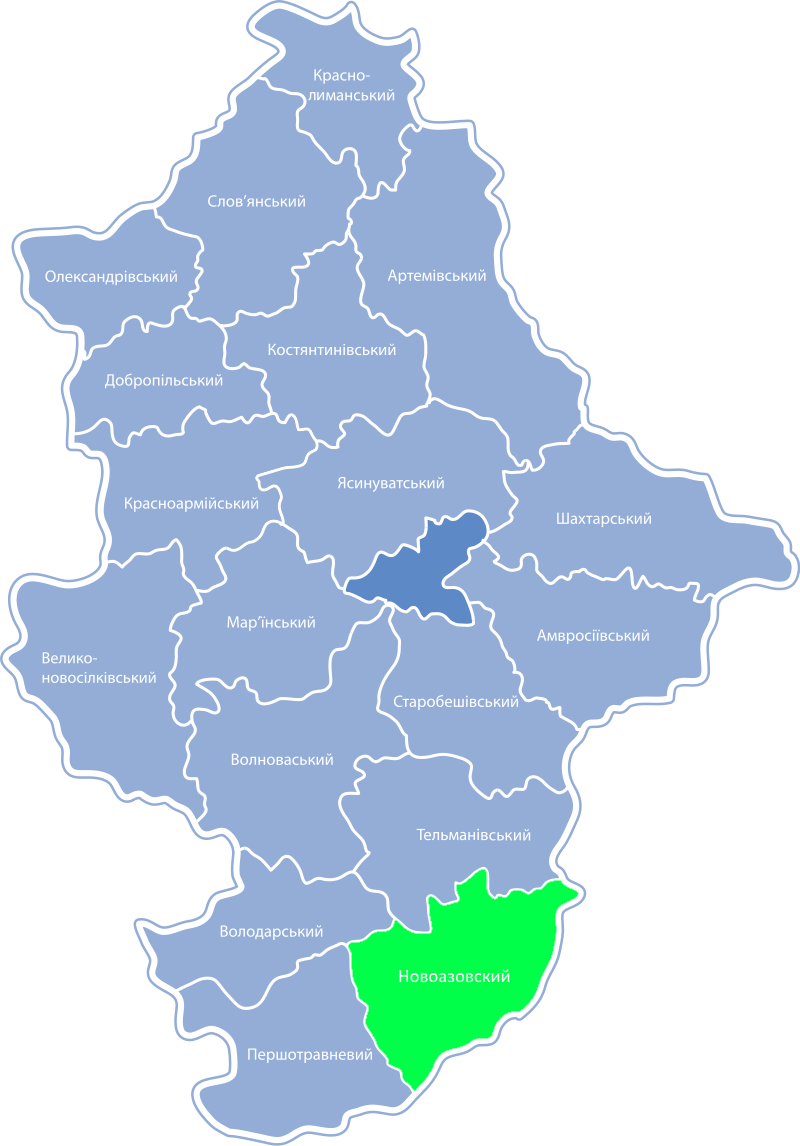 Красно-
лиманський
Слов’янський
Олександрівський
Артемівський
Костянтинівський
Добропільський
Ясинуватський
Красноармійський
Шахтарський
Мар’їнський
Амвросіївський
Велико-
новосілківський
Старобешівський
Волноваський
Тельманівський
Володарський
Новоазовский
Першотравневий